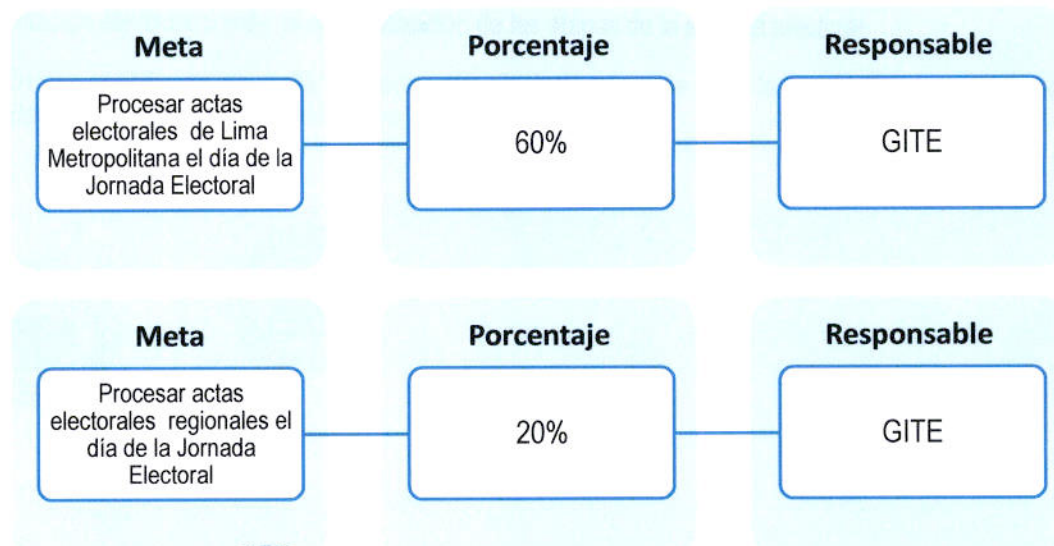 Meta
Porcentaje
Responsable
Procesar actas
electorales de Lima
Metropolitana el día de la
Jornada Electoral
60%
GITE
Meta
Porcentaje
Responsable
Procesar actas
electorales regionales el
día de la Jornada
Electoral
20%
GITE